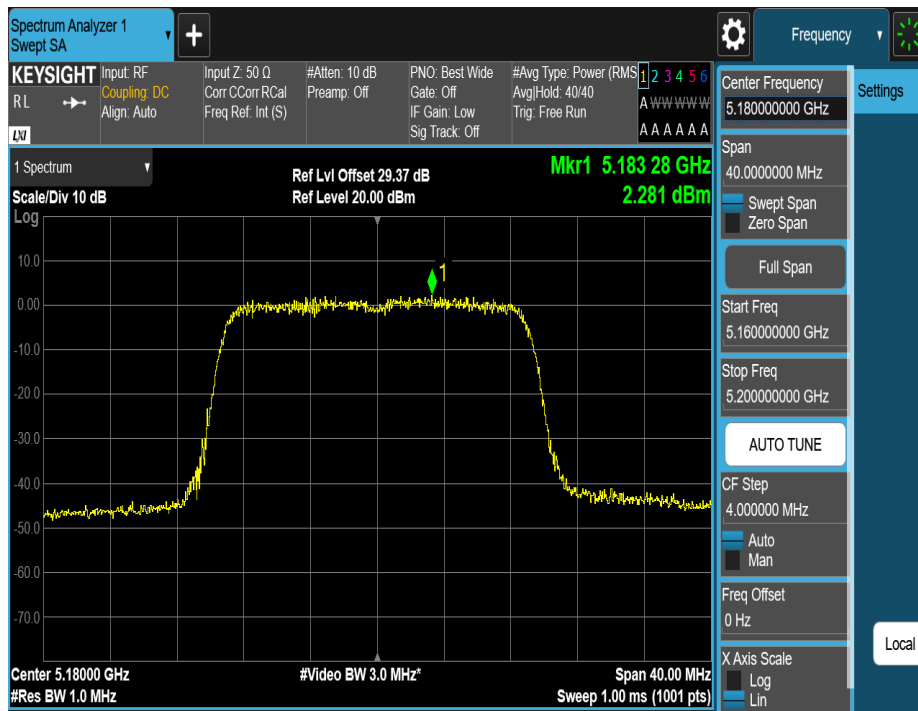 Spectrum Analyzer 1
Swept SA
+
Frequency
KEYSIGHT
R L
LXI
Input: RF
Coupling: DC
Align: Auto
Input Z: 50 Ω
Corr CCorr RCal
Freq Ref: Int (S)
#Atten: 10 dB
Preamp: Off
PNO: Best Wide
Gate: Off
IF Gain: Low
Sig Track: Off
#Avg Type: Power (RMS
Avg|Hold: 40/40
Trig: Free Run
1 2 3 4 5 6
A W W W W W
A A A A A A
1 Spectrum
Scale/Div 10 dB
Log
Ref Lvl Offset 29.37 dB
Ref Level 20.00 dBm
Mkr1 5.183 28 GHz
2.281 dBm
10.0
0.00
-10.0
-20.0
-30.0
-40.0
-50.0
-60.0
-70.0
1
Center 5.18000 GHz
#Res BW 1.0 MHz
#Video BW 3.0 MHz*
Span 40.00 MHz
Sweep 1.00 ms (1001 pts)
Center Frequency
5.180000000 GHz
Span
40.0000000 MHz
Swept Span
Zero Span
Full Span
Start Freq
5.160000000 GHz
Stop Freq
5.200000000 GHz
AUTO TUNE
CF Step
4.000000 MHz
Auto
Man
Freq Offset
0 Hz
X Axis Scale
Log
Lin
Settings
Local